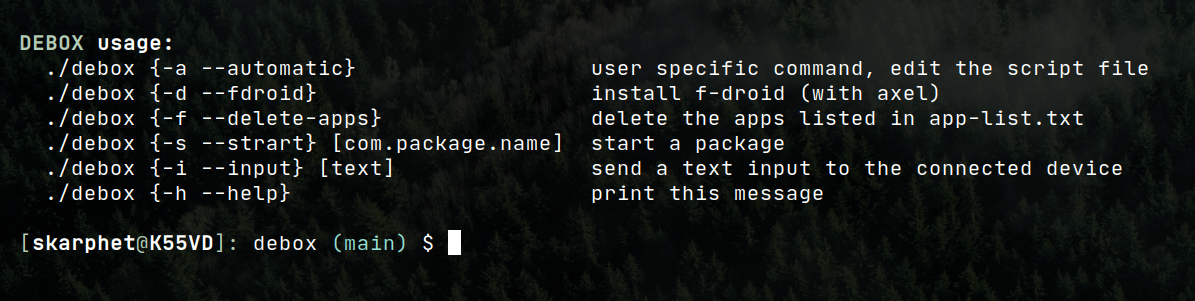 DEBOX usage:
./debox {-a --automatic} user specific command, edit the script file
./debox {-d --fdroid} install f-droid (with axel)
./debox {-f --delete-apps} delete the apps listed in app-list.txt
./debox {-s --strart} [com.package.name] start a package
./debox {-i --input} [text] send a text input to the connected device
./debox {-h --help} print this message
[skarphet@K55VD]: debox (main) $